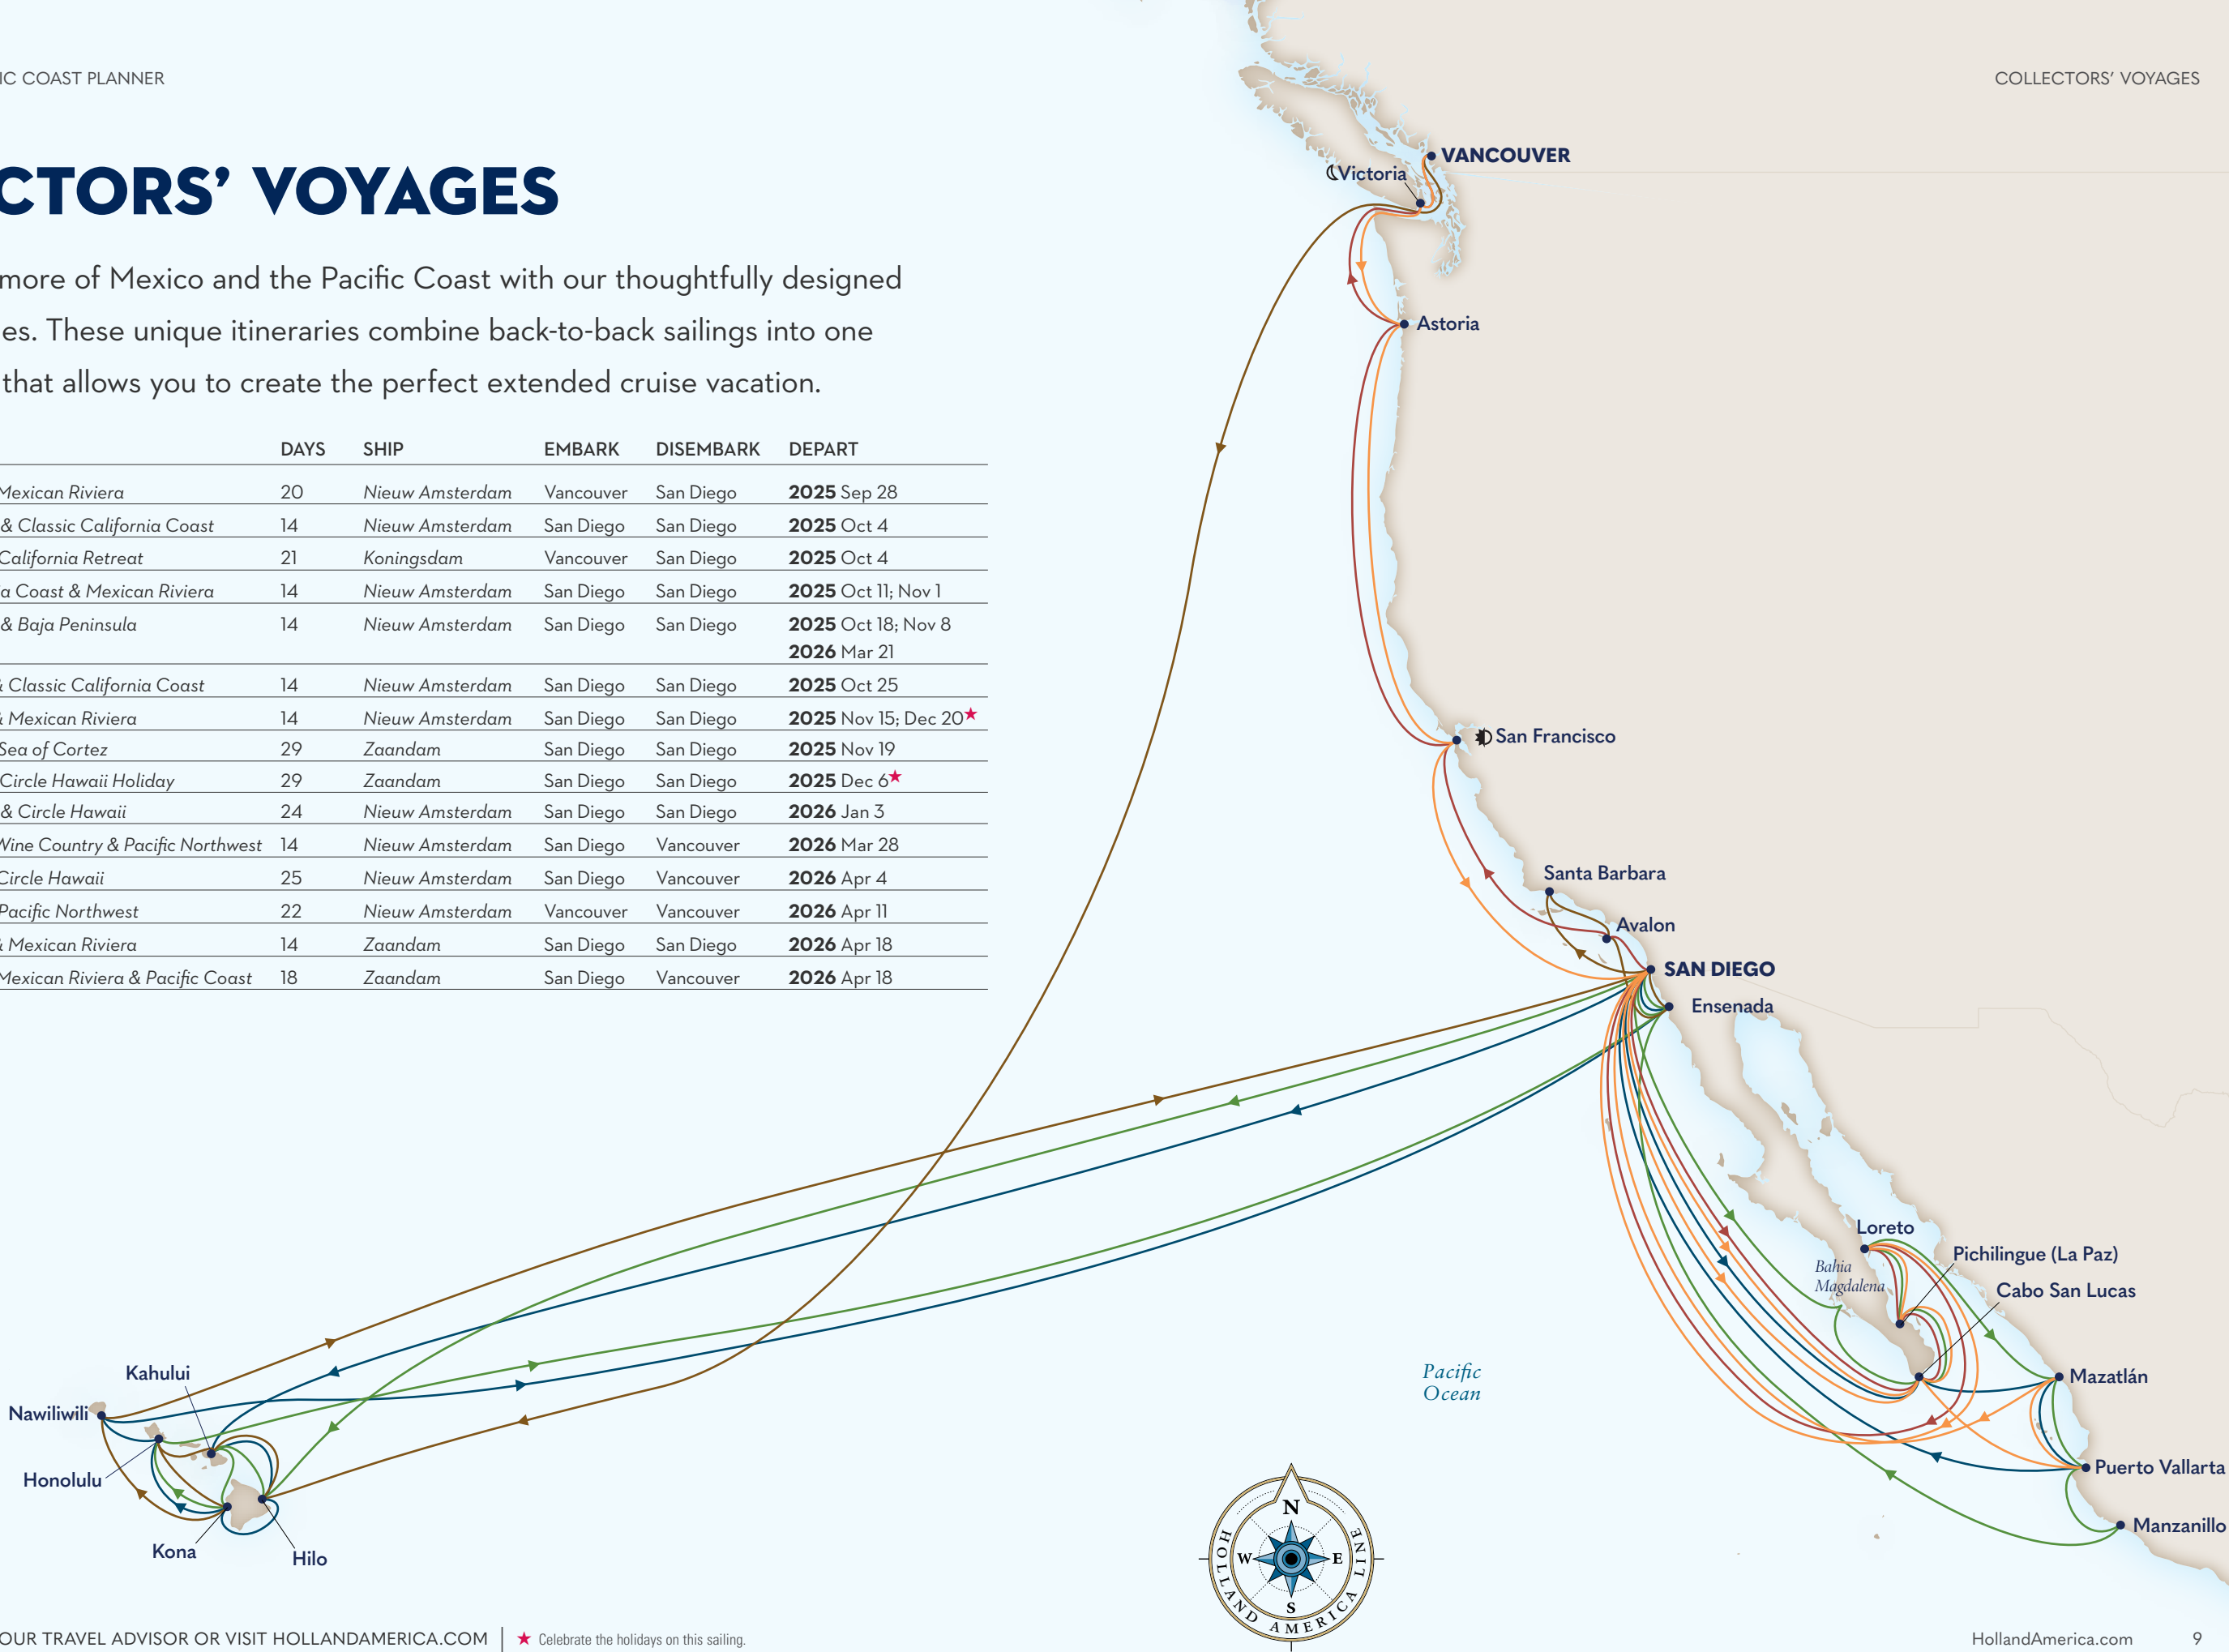 IC COAST PLANNER
COLLECTORS' VOYAGES
CTORS' VOYAGES
more of Mexico and the Pacific Coast with our thoughtfully designed
es. These unique itineraries combine back-to-back sailings into one
that allows you to create the perfect extended cruise vacation.
DAYS SHIP EMBARK DISEMBARK DEPART
Mexican Riviera 20 Nieuw Amsterdam Vancouver San Diego 2025 Sep 28
& Classic California Coast 14 Nieuw Amsterdam San Diego San Diego 2025 Oct 4
California Retreat 21 Koningsdam Vancouver San Diego 2025 Oct 4
a Coast & Mexican Riviera 14 Nieuw Amsterdam San Diego San Diego 2025 Oct 11; Nov 1
& Baja Peninsula 14 Nieuw Amsterdam San Diego San Diego 2025 Oct 18; Nov 8
2026 Mar 21
& Classic California Coast 14 Nieuw Amsterdam San Diego San Diego 2025 Oct 25
& Mexican Riviera 14 Nieuw Amsterdam San Diego San Diego 2025 Nov 15; Dec 20★
Sea of Cortez 29 Zaandam San Diego San Diego 2025 Nov 19
Circle Hawaii Holiday 29 Zaandam San Diego San Diego 2025 Dec 6★
& Circle Hawaii 24 Nieuw Amsterdam San Diego San Diego 2026 Jan 3
Wine Country & Pacific Northwest 14 Nieuw Amsterdam San Diego Vancouver 2026 Mar 28
Circle Hawaii 25 Nieuw Amsterdam San Diego Vancouver 2026 Apr 4
Pacific Northwest 22 Nieuw Amsterdam Vancouver Vancouver 2026 Apr 11
& Mexican Riviera 14 Zaandam San Diego San Diego 2026 Apr 18
Mexican Riviera & Pacific Coast 18 Zaandam San Diego Vancouver 2026 Apr 18
VANCOUVER
Victoria
Astoria
San Francisco
Santa Barbara
Avalon
SAN DIEGO
Ensenada
Loreto
Pichilingue (La Paz)
Bahia
Magdalena
Cabo San Lucas
Mazatlán
Puerto Vallarta
Manzanillo
Pacific
Ocean
Kahului
Nawiliwili
Honolulu
Kona
Hilo
N
W
E
S
HOLLAND AMERICA LINE
OUR TRAVEL ADVISOR OR VISIT HOLLANDAMERICA.COM | ★ Celebrate the holidays on this sailing.
HollandAmerica.com 9